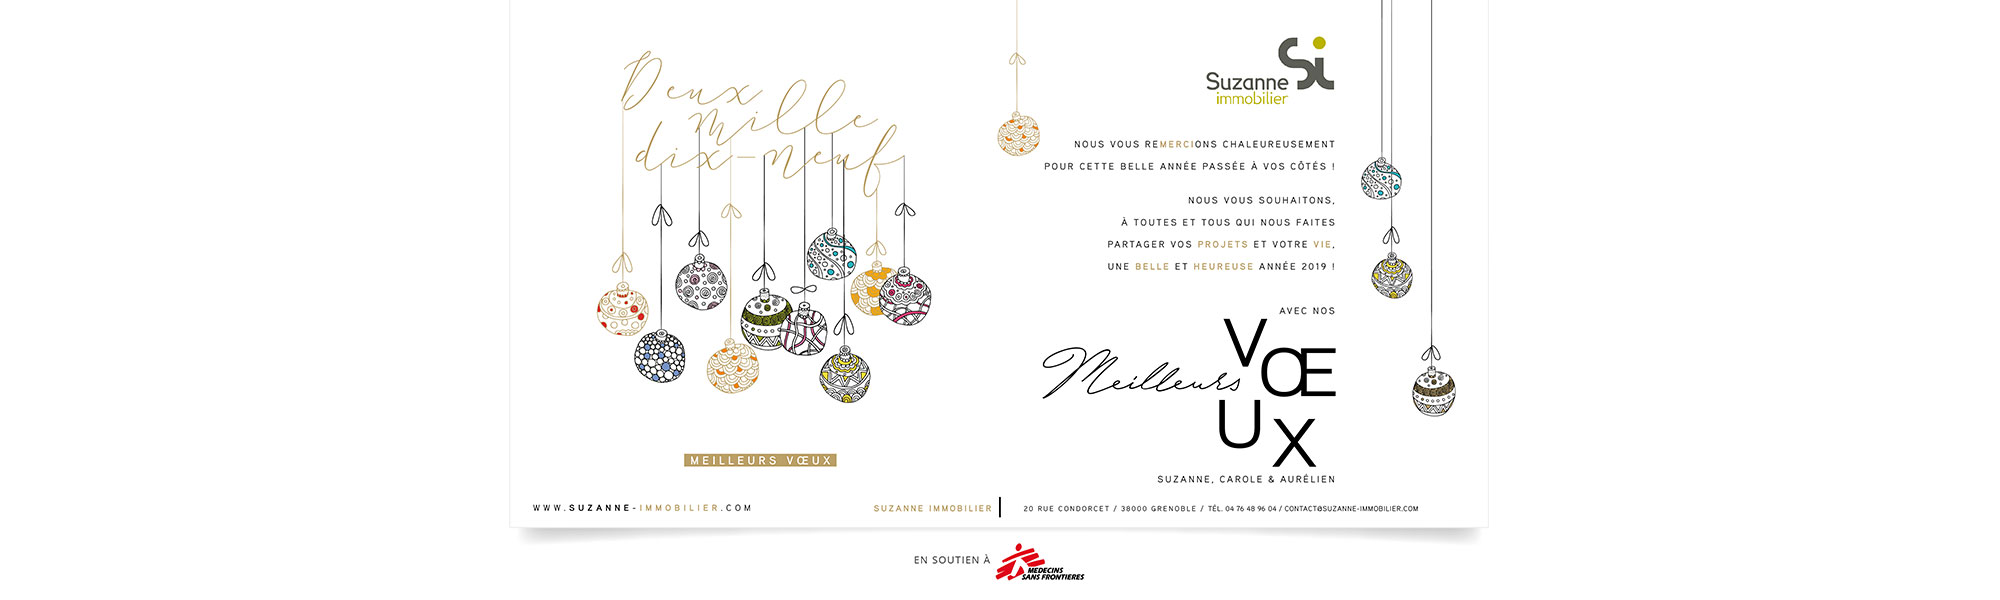 Deux
Mille
dix-neuf
MEILLEURS VŒUX
WWW.SUZANNE-IMMOBILIER.COM
Si
Suzanne
immobilier
NOUS VOUS REMERCIONS CHALEUREUSEMENT
POUR CETTE BELLE ANNÉE PASSÉE À VOS CÔTÉS !
NOUS VOUS SOUHAITONS,
À TOUTES ET TOUS QUI NOUS FAITES
PARTAGER VOS PROJETS ET VOTRE VIE,
UNE BELLE ET HEUREUSE ANNÉE 2019 !
AVEC NOS
Meilleurs VŒUX
SUZANNE, CAROLE & AURÉLIEN
SUZANNE IMMOBILIER | 20 RUE CONDORCET / 38000 GRENOBLE / TÉL. 04 76 48 96 04 / CONTACT@SUZANNE-IMMOBILIER.COM
EN SOUTIEN À
MEDECINS
SANS FRONTIERES